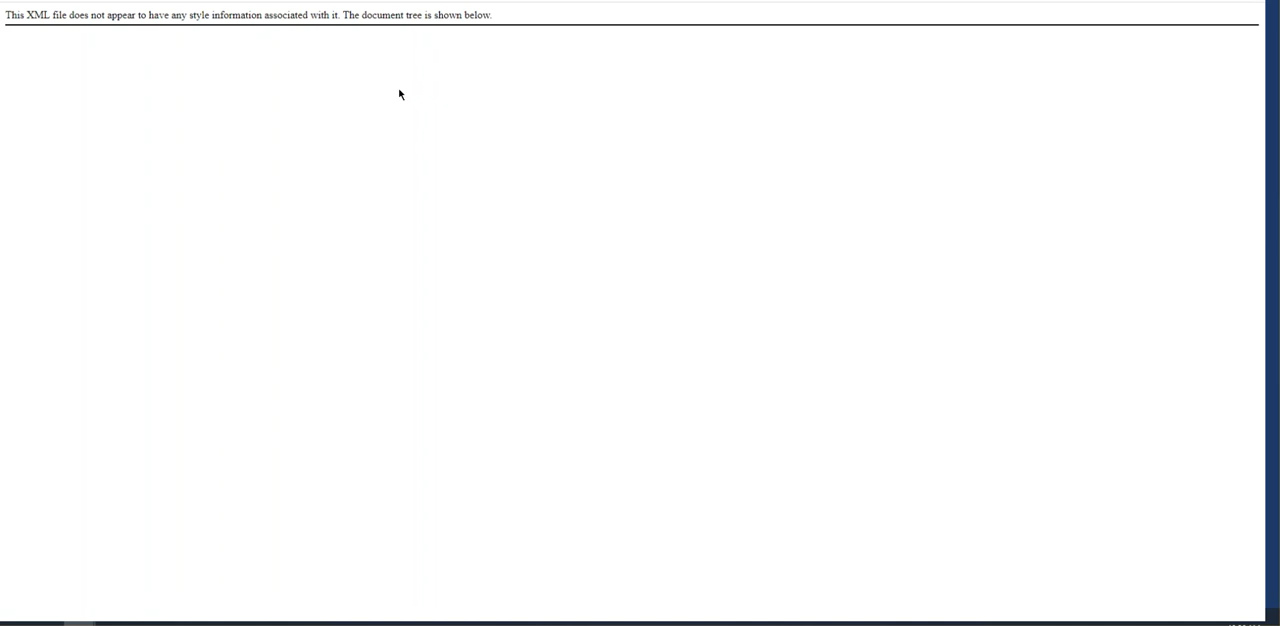 This XML file does not appear to have any style information associated with it. The document tree is shown below.